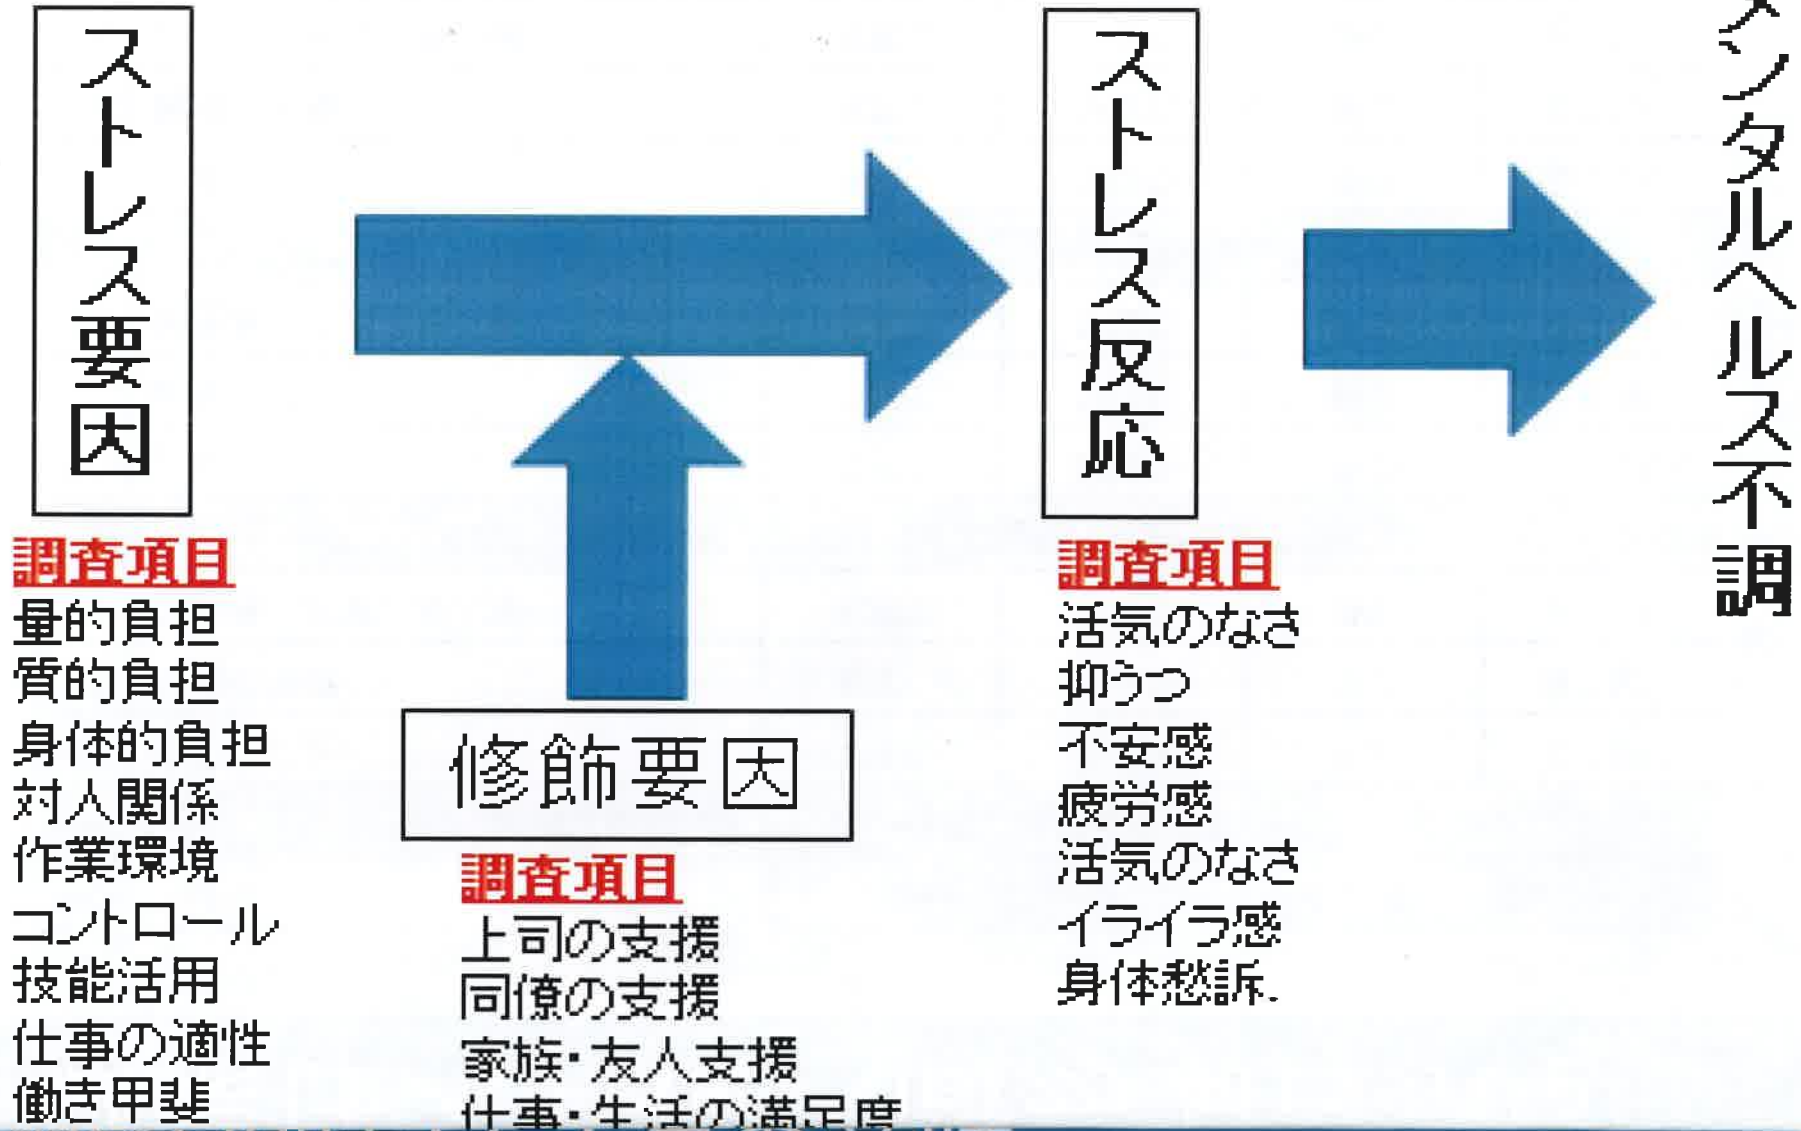 ストレス要因
調査項目
量的負担
質的負担
身体的負担
対人関係
作業環境
コントロール
技能活用
仕事の適性
働き甲斐
修飾要因
調査項目
上司の支援
同僚の支援
家族・友人支援
仕事・生活の満足度
ストレス反応
調査項目
活気のなさ
抑うつ
不安感
疲労感
活気のなさ
イライラ感
身体愁訴.
メンタルヘルス不調